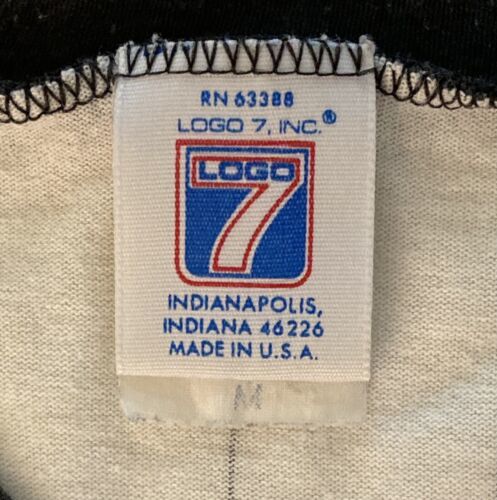 RN 63388
LOGO 7, INC.®
LOGO
7
INDIANAPOLIS,
INDIANA 46226
MADE IN U.S.A.
M